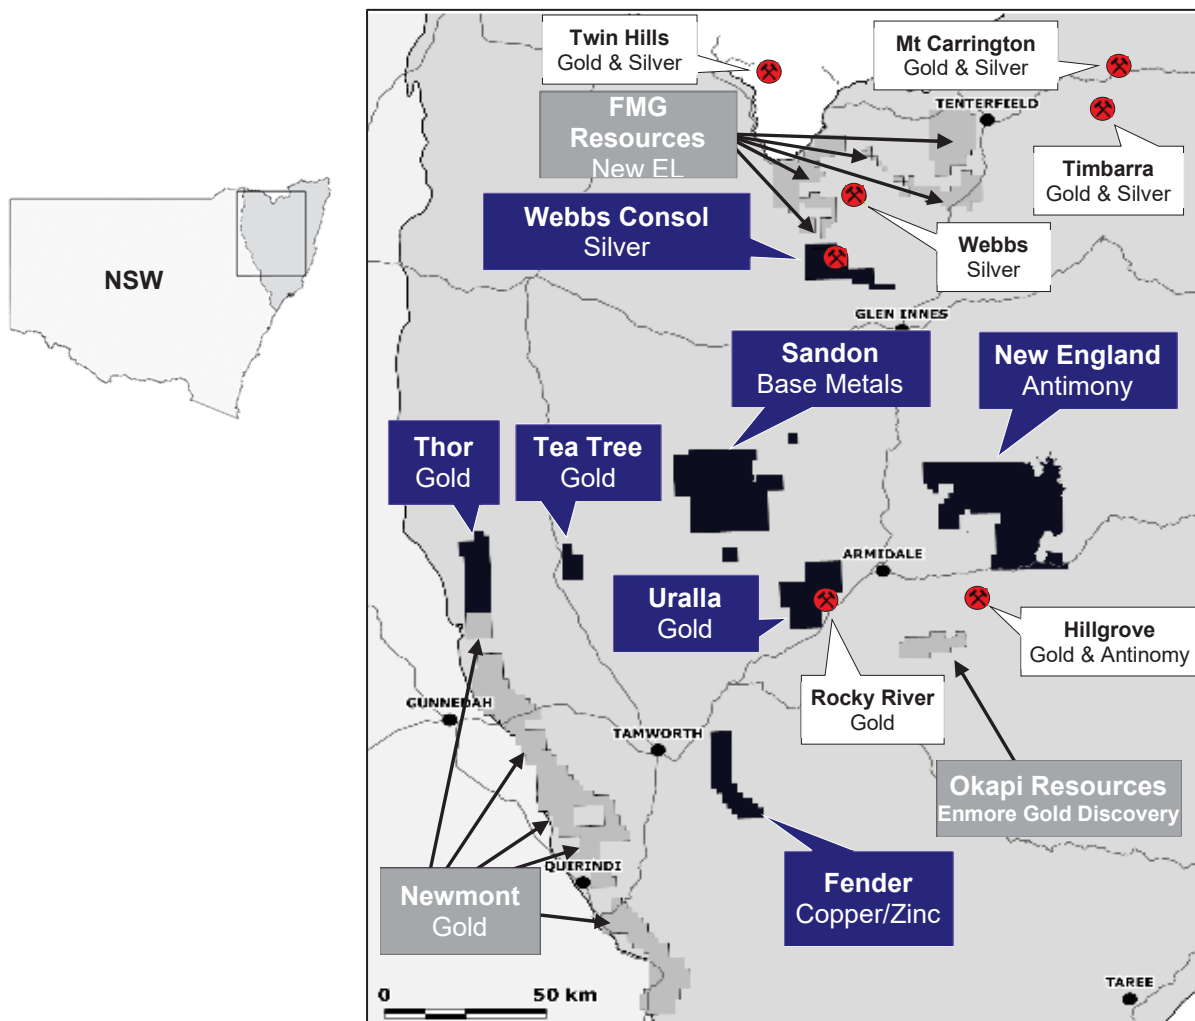 NSW
Twin Hills
Gold & Silver
Mt Carrington
Gold & Silver
FMG
Resources
New EL
TENTERFIELD
Timbarra
Gold & Silver
Webbs Consol
Silver
Webbs
Silver
GLEN INNES
Sandon
Base Metals
New England
Antimony
Thor
Gold
Tea Tree
Gold
ARMIDALE
Uralla
Gold
Hillgrove
Gold & Antinomy
Rocky River
Gold
GUNNEDAH
TAMWORTH
Okapi Resources
Enmore Gold Discovery
QUIRINDI
Newmont
Gold
Fender
Copper/Zinc
TAREE
0 50 km